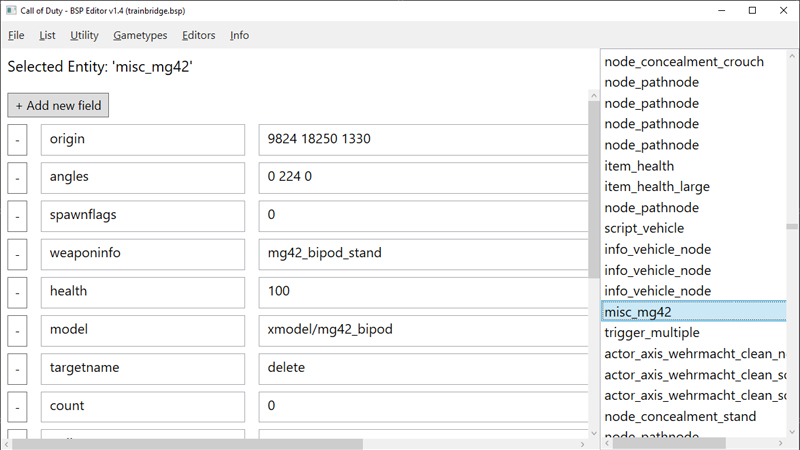 Call of Duty - BSP Editor v1.4 (trainbridge.bsp)
File List Utility Gametypes Editors Info
Selected Entity: 'misc_mg42'
+ Add new field
- origin 9824 18250 1330
- angles 0 224 0
- spawnflags 0
- weaponinfo mg42_bipod_stand
- health 100
- model xmodel/mg42_bipod
- targetname delete
- count 0
node_concealment_crouch
node_pathnode
node_pathnode
node_pathnode
node_pathnode
item_health
item_health_large
node_pathnode
script_vehicle
info_vehicle_node
info_vehicle_node
info_vehicle_node
misc_mg42
trigger_multiple
actor_axis_wehrmacht_clean_n
actor_axis_wehrmacht_clean_sc
actor_axis_wehrmacht_clean_sc
node_concealment_stand
node_pathnode